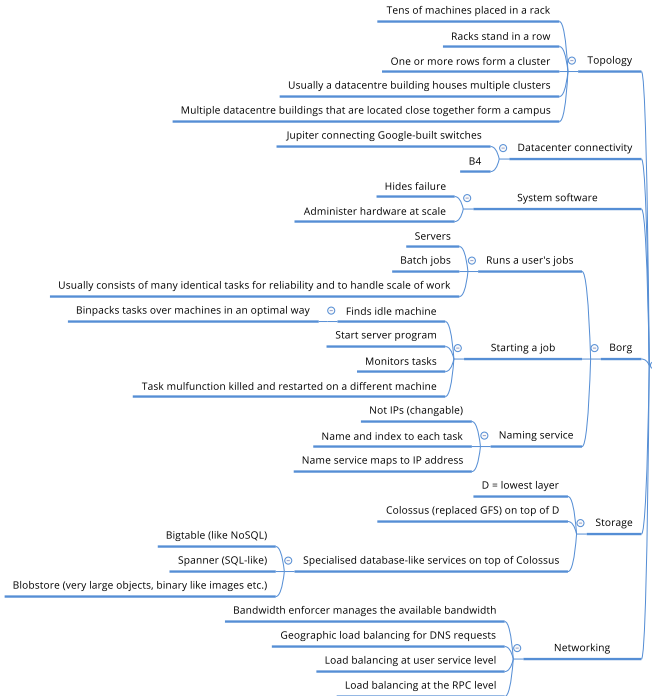 Tens of machines placed in a rack
Racks stand in a row
One or more rows form a cluster
Topology
Usually a datacentre building houses multiple clusters
Multiple datacentre buildings that are located close together form a campus
Jupiter connecting Google-built switches
Datacenter connectivity
B4
Hides failure
System software
Administer hardware at scale
Servers
Batch jobs
Runs a user's jobs
Usually consists of many identical tasks for reliability and to handle scale of work
Binpacks tasks over machines in an optimal way
Finds idle machine
Start server program
Starting a job
Borg
Monitors tasks
Task mulfunction killed and restarted on a different machine
Not IPs (changable)
Name and index to each task
Naming service
Name service maps to IP address
D = lowest layer
Colossus (replaced GFS) on top of D
Storage
Bigtable (like NoSQL)
Spanner (SQL-like)
Specialised database-like services on top of Colossus
Blobstore (very large objects, binary like images etc.)
Bandwidth enforcer manages the available bandwidth
Geographic load balancing for DNS requests
Networking
Load balancing at user service level
Load balancing at the RPC level